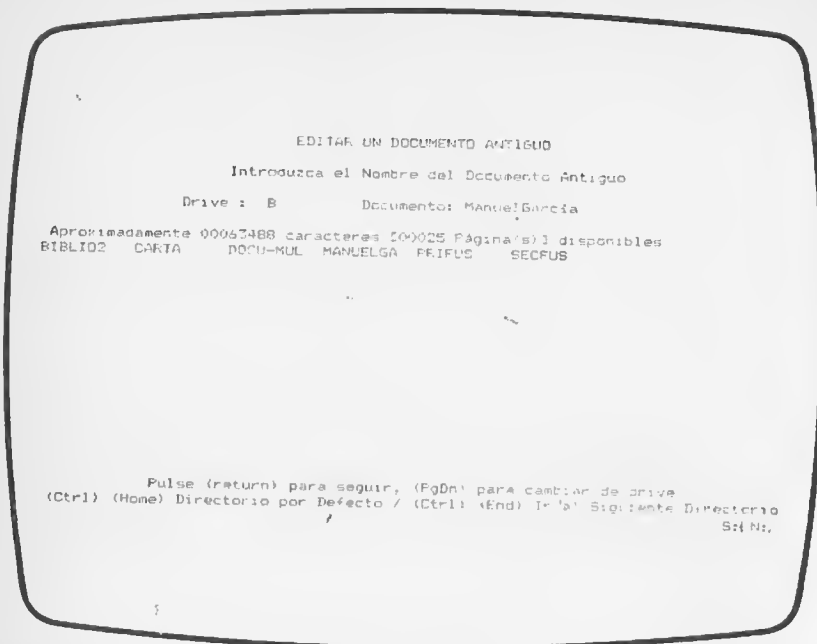 EDITAR UN DOCUMENTO ANTIGUO
Introduzca el Nombre del Documento Antiguo
Drive : B Documento: ManuelGarcia
Aproximadamente 00063488 caracteres [00025 Página(s)] disponibles
BIBLIO2 CARTA DOCU-MUL MANUELGA PRIFUS SECFUS
Pulse (return) para seguir, (PgDn) para cambiar de drive
(Ctrl) (Home) Directorio por Defecto / (Ctrl) (End) Ir al Siguiente Directorio